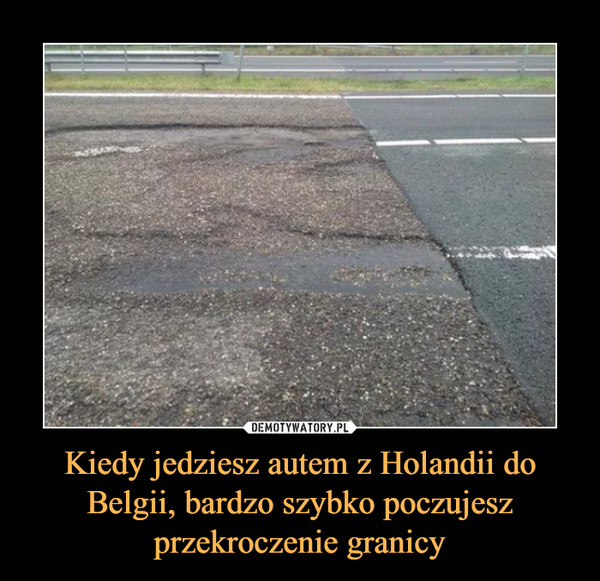 DEMOTYWATORY.PL
Kiedy jedziesz autem z Holandii do
Belgii, bardzo szybko poczujesz
przekroczenie granicy